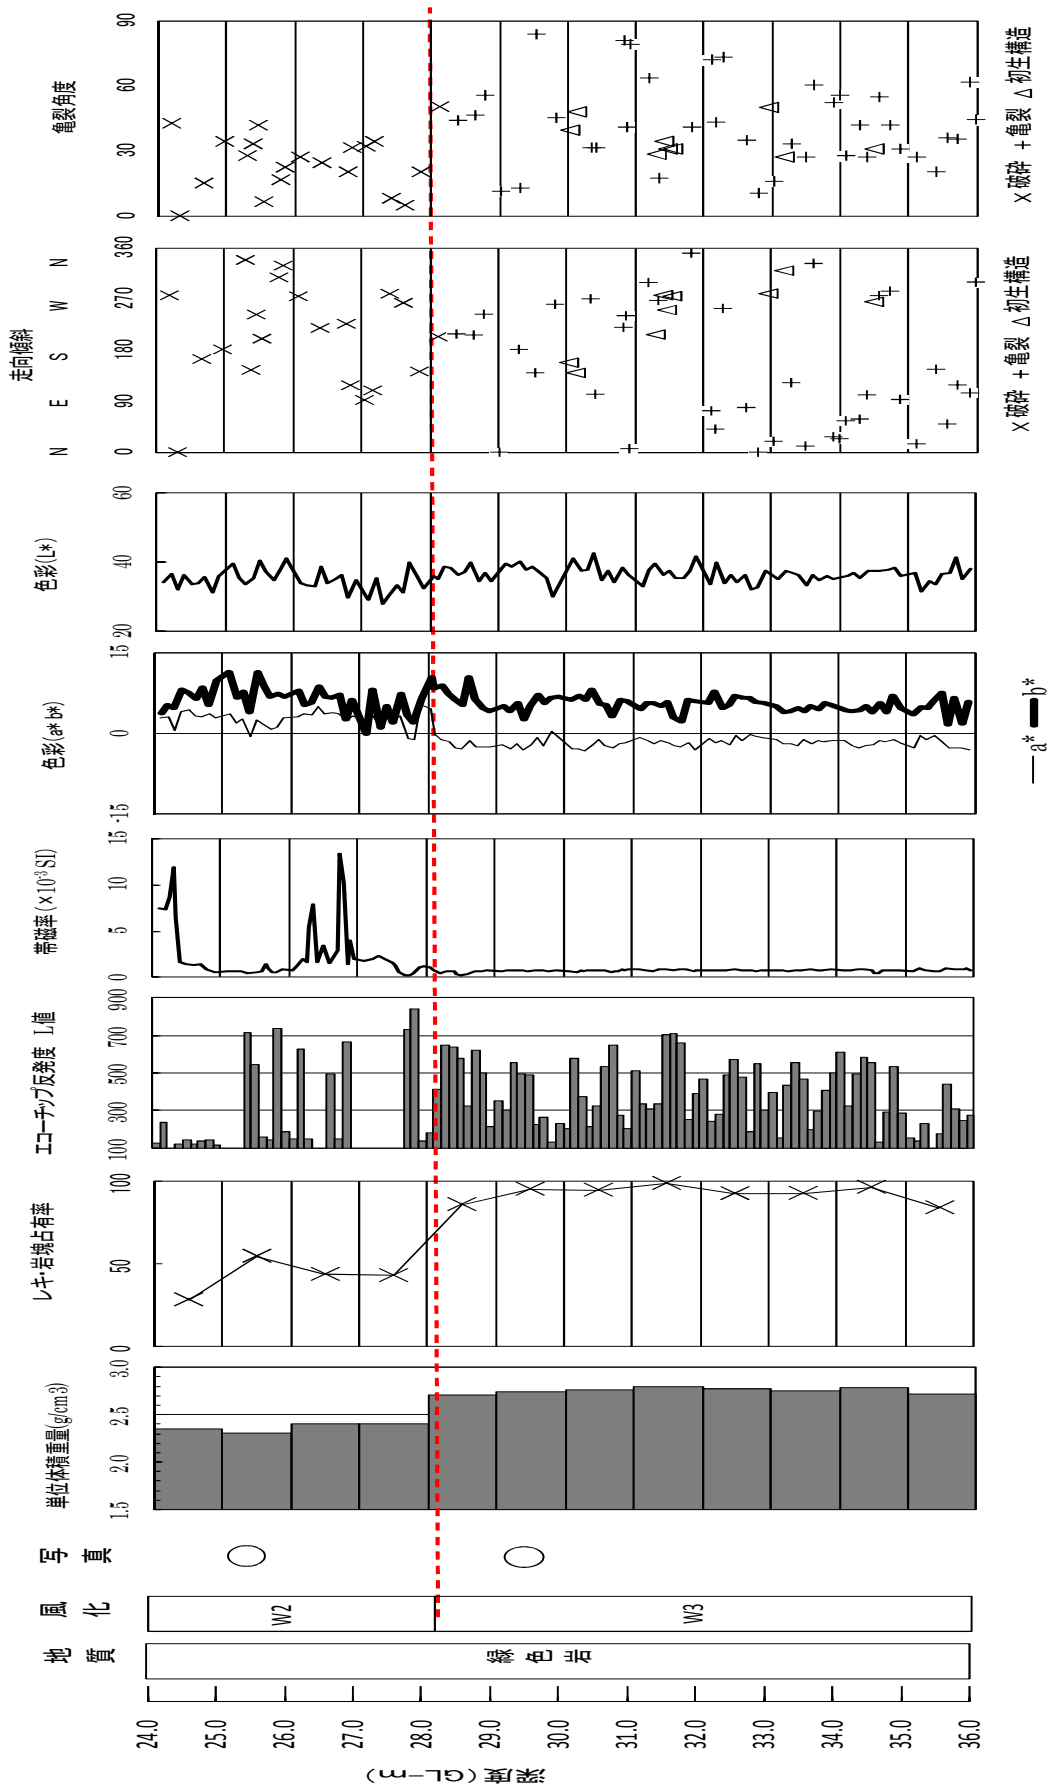 深度(GL-m)
24.0
25.0
26.0
27.0
28.0
29.0
30.0
31.0
32.0
33.0
34.0
35.0
36.0
地質
緑色岩
風化
W2
W3
写真
単位体積重量(g/cm3)
1.5
2.0
2.5
3.0
レキ・岩塊占有率
0
50
100
エコーチップ反発度 L値
100
300
500
700
900
帯磁率(×10⁻³SI)
0
5
10
15
色彩(a* b*)
-15
0
15
a*
b*
色彩(L*)
20
40
60
走向傾斜
N E S W N
0
90
180
270
360
×破砕 +亀裂 △初生構造
亀裂角度
0
30
60
90
×破砕 +亀裂 △初生構造